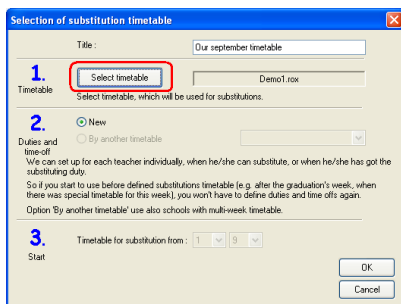 Selection of substitution timetable
Title :
Our september timetable
1.
Timetable
Select timetable
Demo1.rox
Select timetable, which will be used for substitutions.
2.
Duties and
time-off
New
By another timetable
We can set up for each teacher individually, when he/she can substitute, or when he/she has got the
substituting duty.
So if you start to use before defined substitutions timetable (e.g. after the graduation's week, when
there was special timetable for this week), you won't have to define duties and time offs again.
Option 'By another timetable' use also schools with multi-week timetable.
3.
Start
Timetable for substitution from :
1
9
OK
Cancel